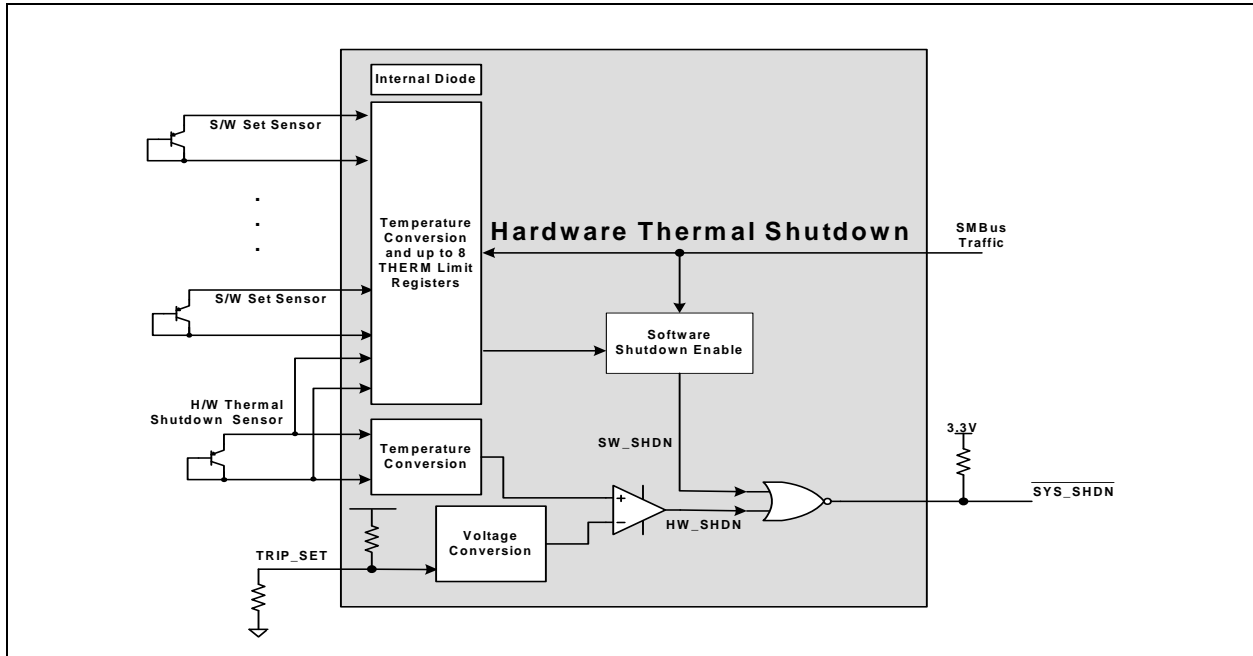 Internal Diode
S/W Set Sensor
Temperature
Conversion
and up to 8
THERM Limit
Registers
Hardware Thermal Shutdown
SMBus
Traffic
S/W Set Sensor
Software
Shutdown Enable
H/W Thermal
Shutdown Sensor
Temperature
Conversion
SW_SHDN
3.3V
SYS_SHDN
+
−
HW_SHDN
Voltage
Conversion
TRIP_SET